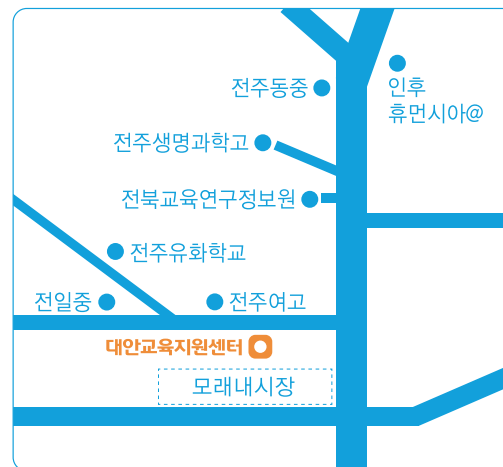 전주동중
인후
휴먼시아@
전주생명과학고
전북교육연구정보원
전주유화학교
전일중
전주여고
대안교육지원센터
모래내시장